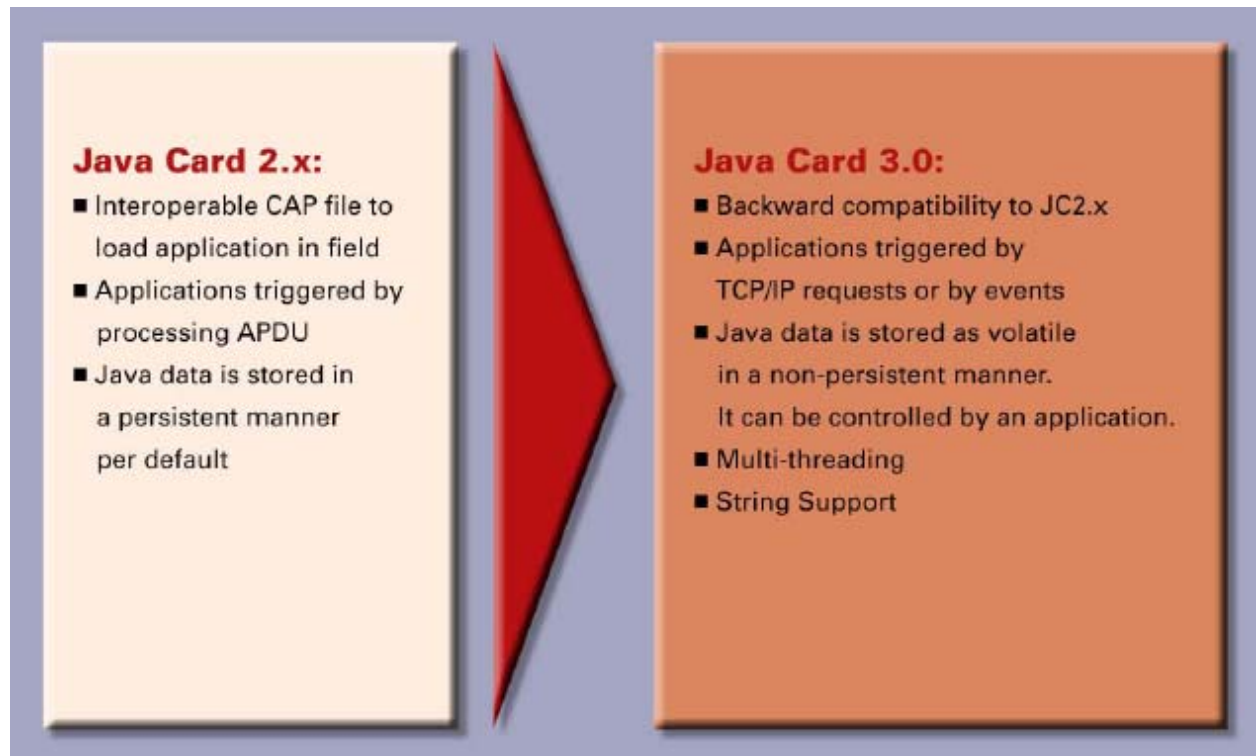 Java Card 2.x:
■ Interoperable CAP file to
load application in field
■ Applications triggered by
processing APDU
■ Java data is stored in
a persistent manner
per default
Java Card 3.0:
■ Backward compatibility to JC2.x
■ Applications triggered by
TCP/IP requests or by events
■ Java data is stored as volatile
in a non-persistent manner.
It can be controlled by an application.
■ Multi-threading
■ String Support